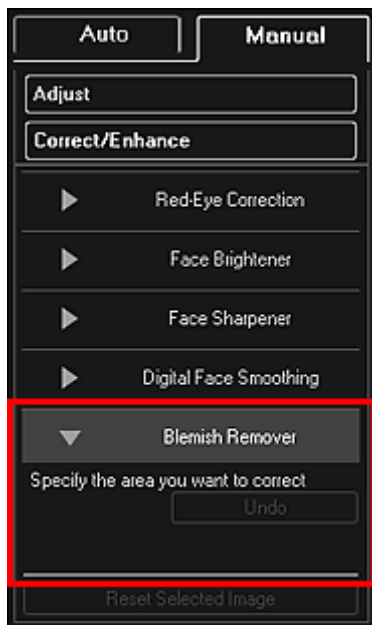 Auto Manual
Adjust
Correct/Enhance
Red-Eye Correction
Face Brightener
Face Sharpener
Digital Face Smoothing
Blemish Remover
Specify the area you want to correct
Undo
Reset Selected Image